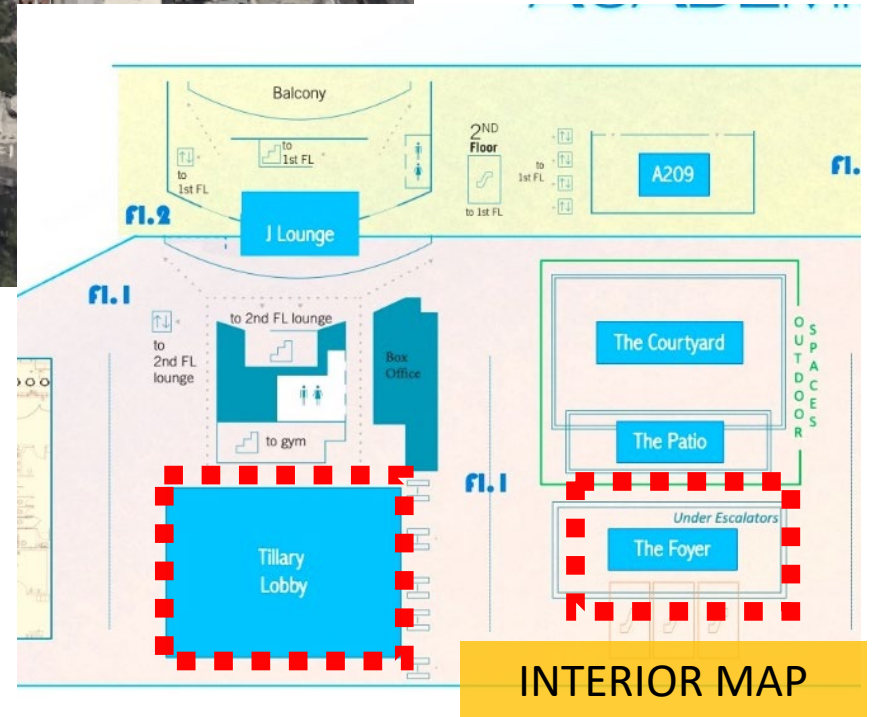 Balcony
to
1st FL
to
1st FL
2ND
Floor
to 1st FL
to
1st FL
A209
Fl.2
J Lounge
Fl.1
to
2nd FL
lounge
to 2nd FL lounge
Box
Office
to gym
The Courtyard
OUTDOOR
SPACES
The Patio
Fl.1
Under Escalators
The Foyer
Tillary
Lobby
INTERIOR MAP